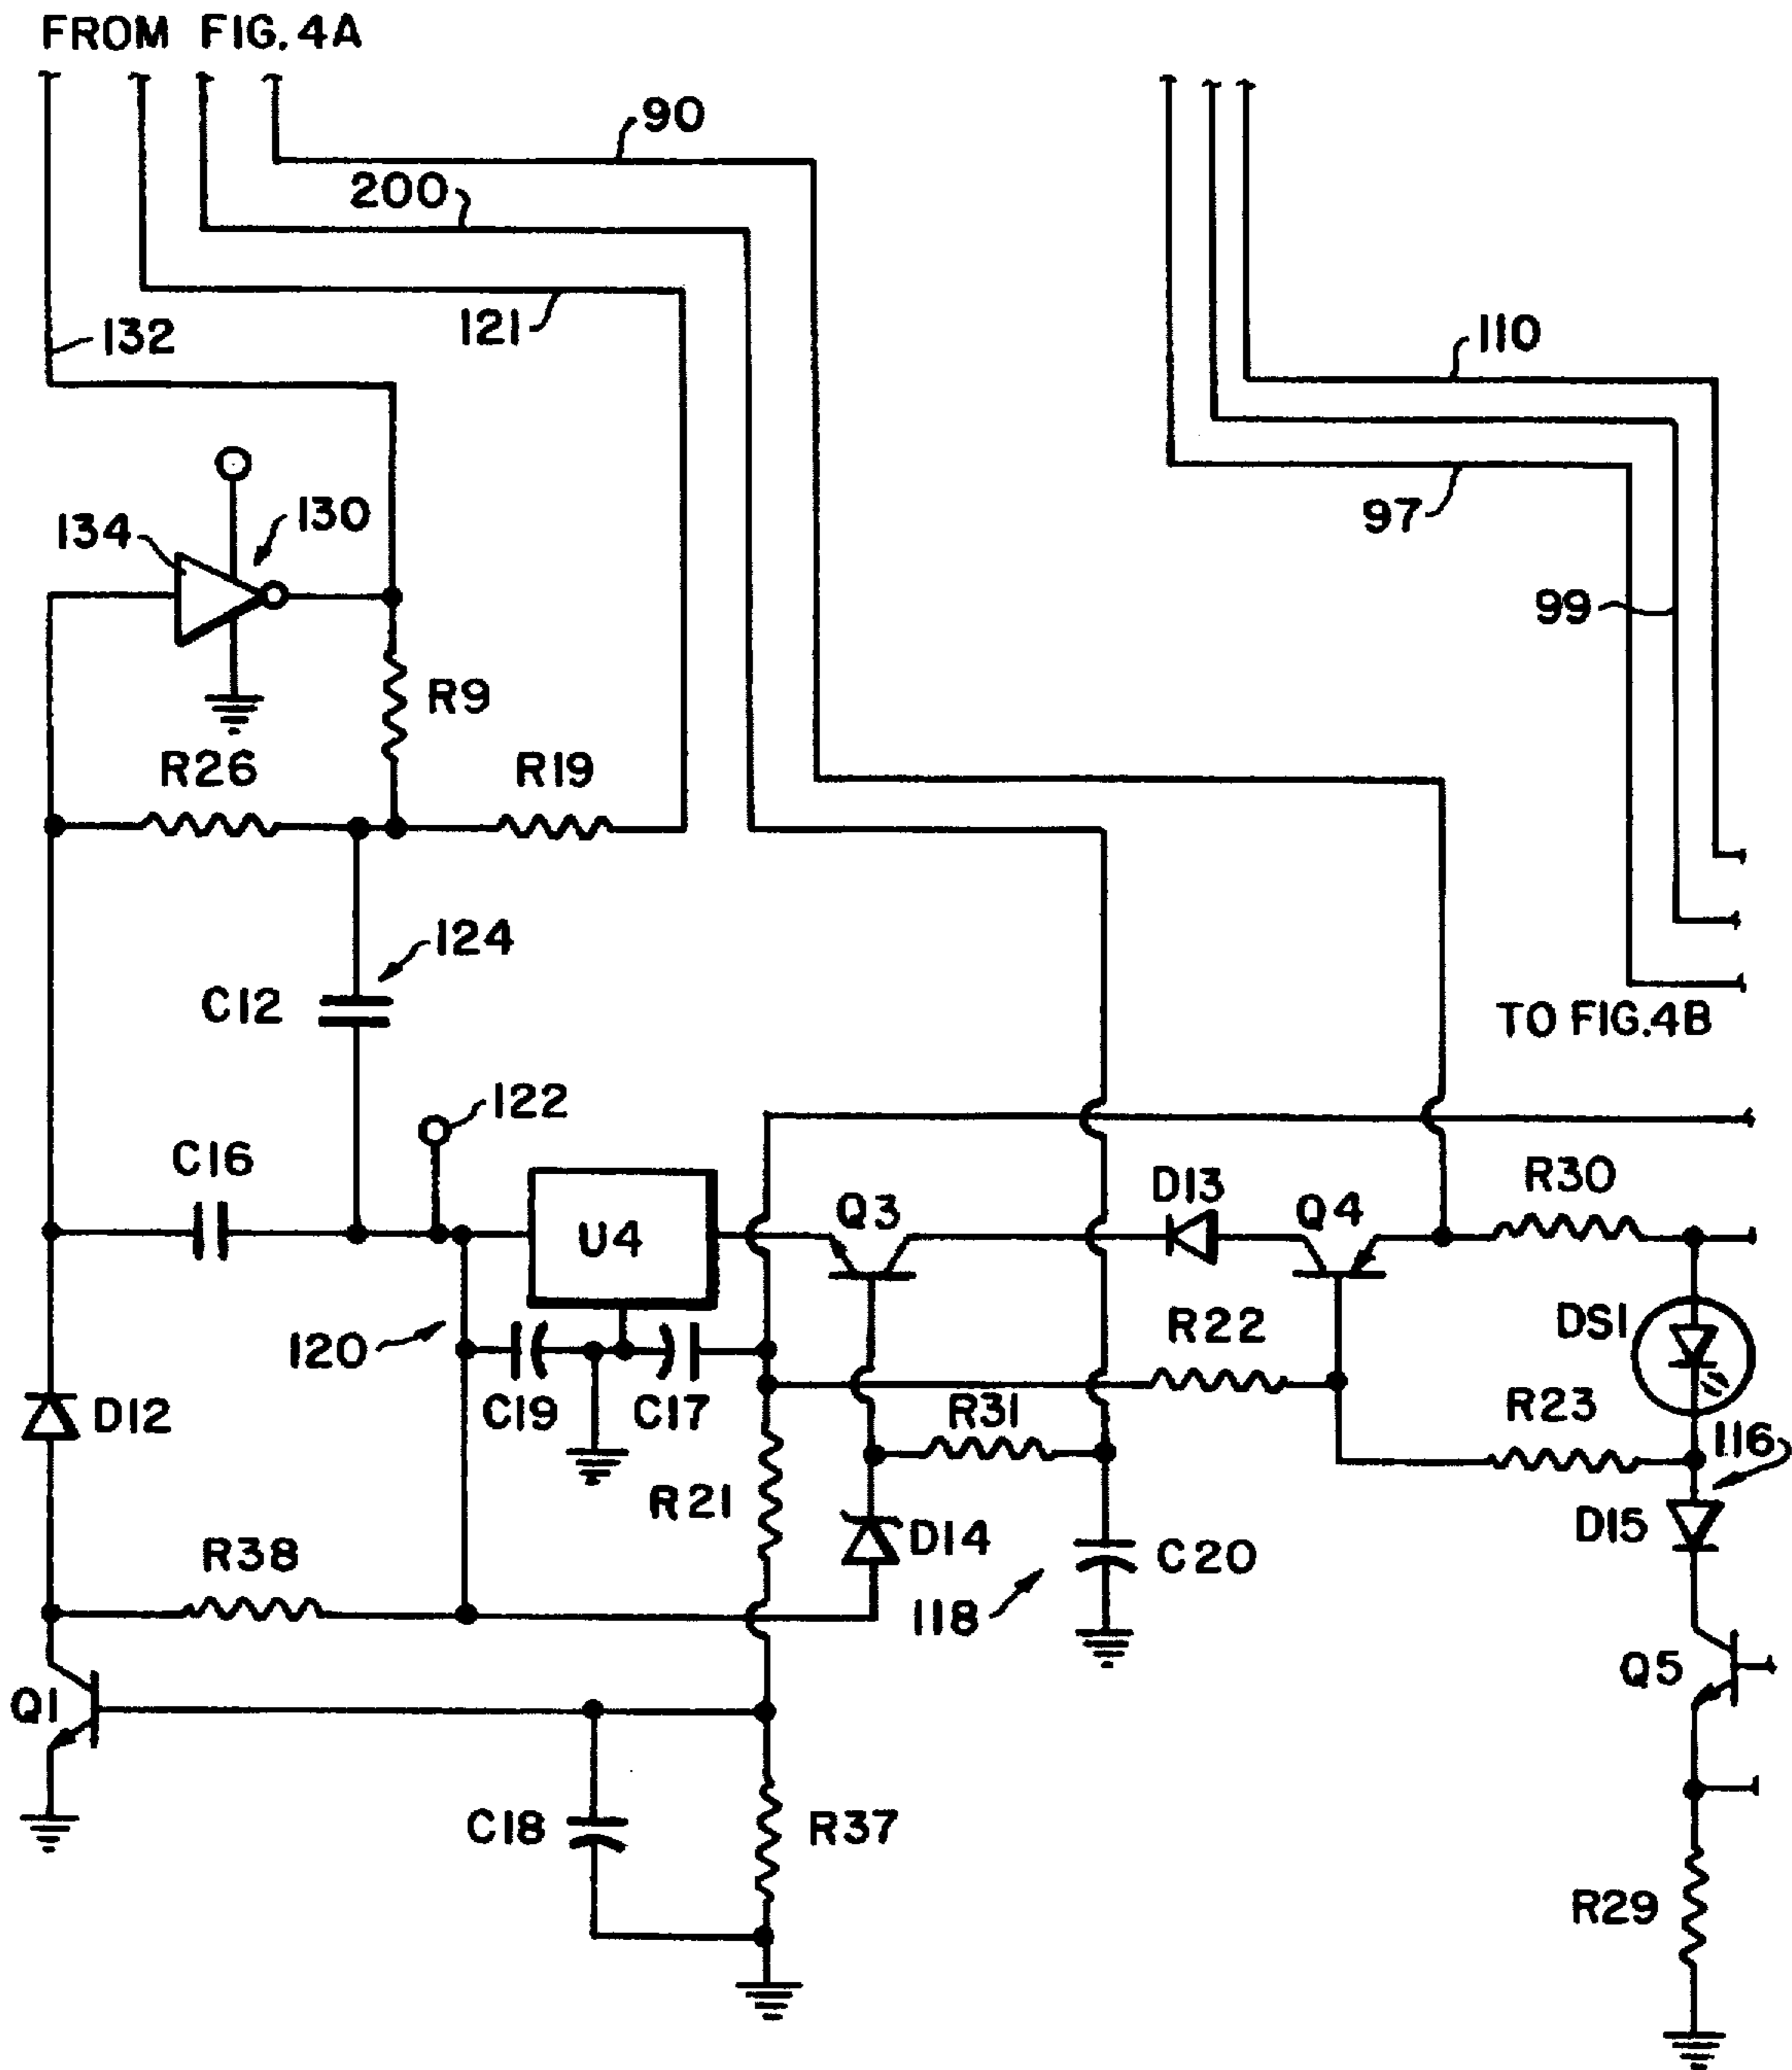 FROM FIG. 4A
90
200
121
132
110
134
130
97
99
R9
R26
R19
124
C12
TO FIG.4B
122
C16
U4
Q3
D13
Q4
R30
120
C19
C17
R22
DS1
D12
R31
R23
116
R21
D14
C20
D15
R38
118
Q1
Q5
C18
R37
R29